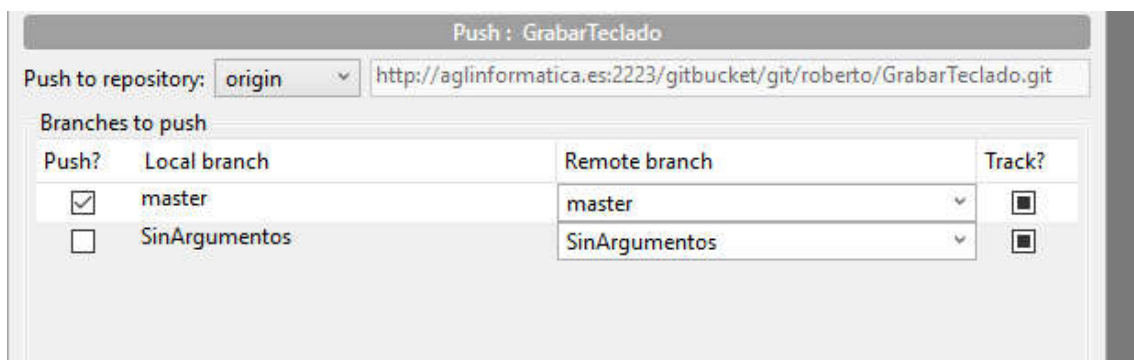 Push : GrabarTeclado
Push to repository: origin http://aglinformatica.es:2223/gitbucket/git/roberto/GrabarTeclado.git
Branches to push
Push? Local branch Remote branch Track?
master master
SinArgumentos SinArgumentos